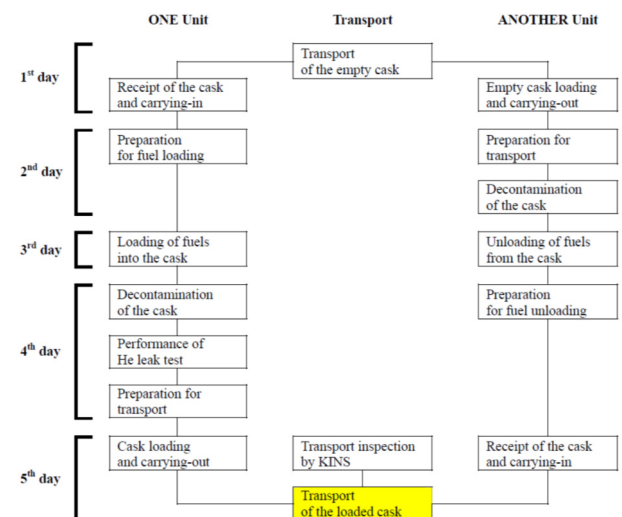 ONE Unit
Transport
ANOTHER Unit
1st day
Transport
of the empty cask
Receipt of the cask
and carrying-in
Empty cask loading
and carrying-out
2nd day
Preparation
for fuel loading
Preparation for
transport
Decontamination
of the cask
3rd day
Loading of fuels
into the cask
Unloading of fuels
from the cask
4th day
Decontamination
of the cask
Preparation
for fuel unloading
Performance of
He leak test
Preparation for
transport
5th day
Cask loading
and carrying-out
Transport inspection
by KINS
Receipt of the cask
and carrying-in
Transport
of the loaded cask